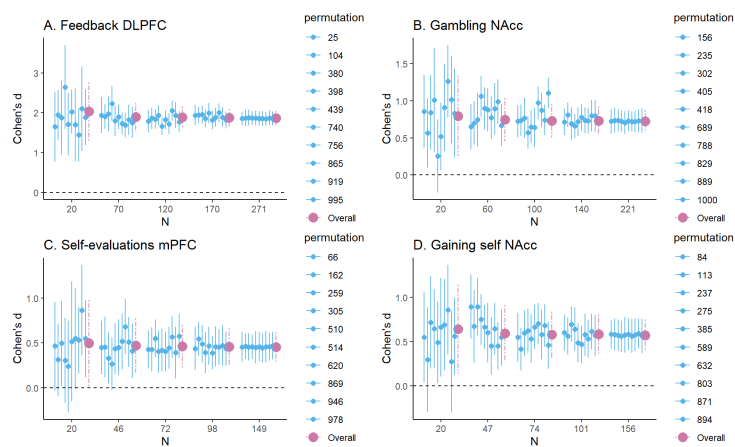 A. Feedback DLPFC
Cohen's d
3
2
1
0
20 70 120 170 271
N
permutation
25
104
380
398
439
740
756
865
919
995
Overall
B. Gambling NAcc
Cohen's d
1.5
1.0
0.5
0.0
20 60 100 140 221
N
permutation
156
235
302
405
418
689
788
829
889
1000
Overall
C. Self-evaluations mPFC
Cohen's d
1.0
0.5
0.0
20 46 72 98 149
N
permutation
66
162
259
305
510
514
620
869
946
978
Overall
D. Gaining self NAcc
Cohen's d
1.0
0.5
0.0
20 47 74 101 156
N
permutation
84
113
237
275
385
589
632
803
871
894
Overall